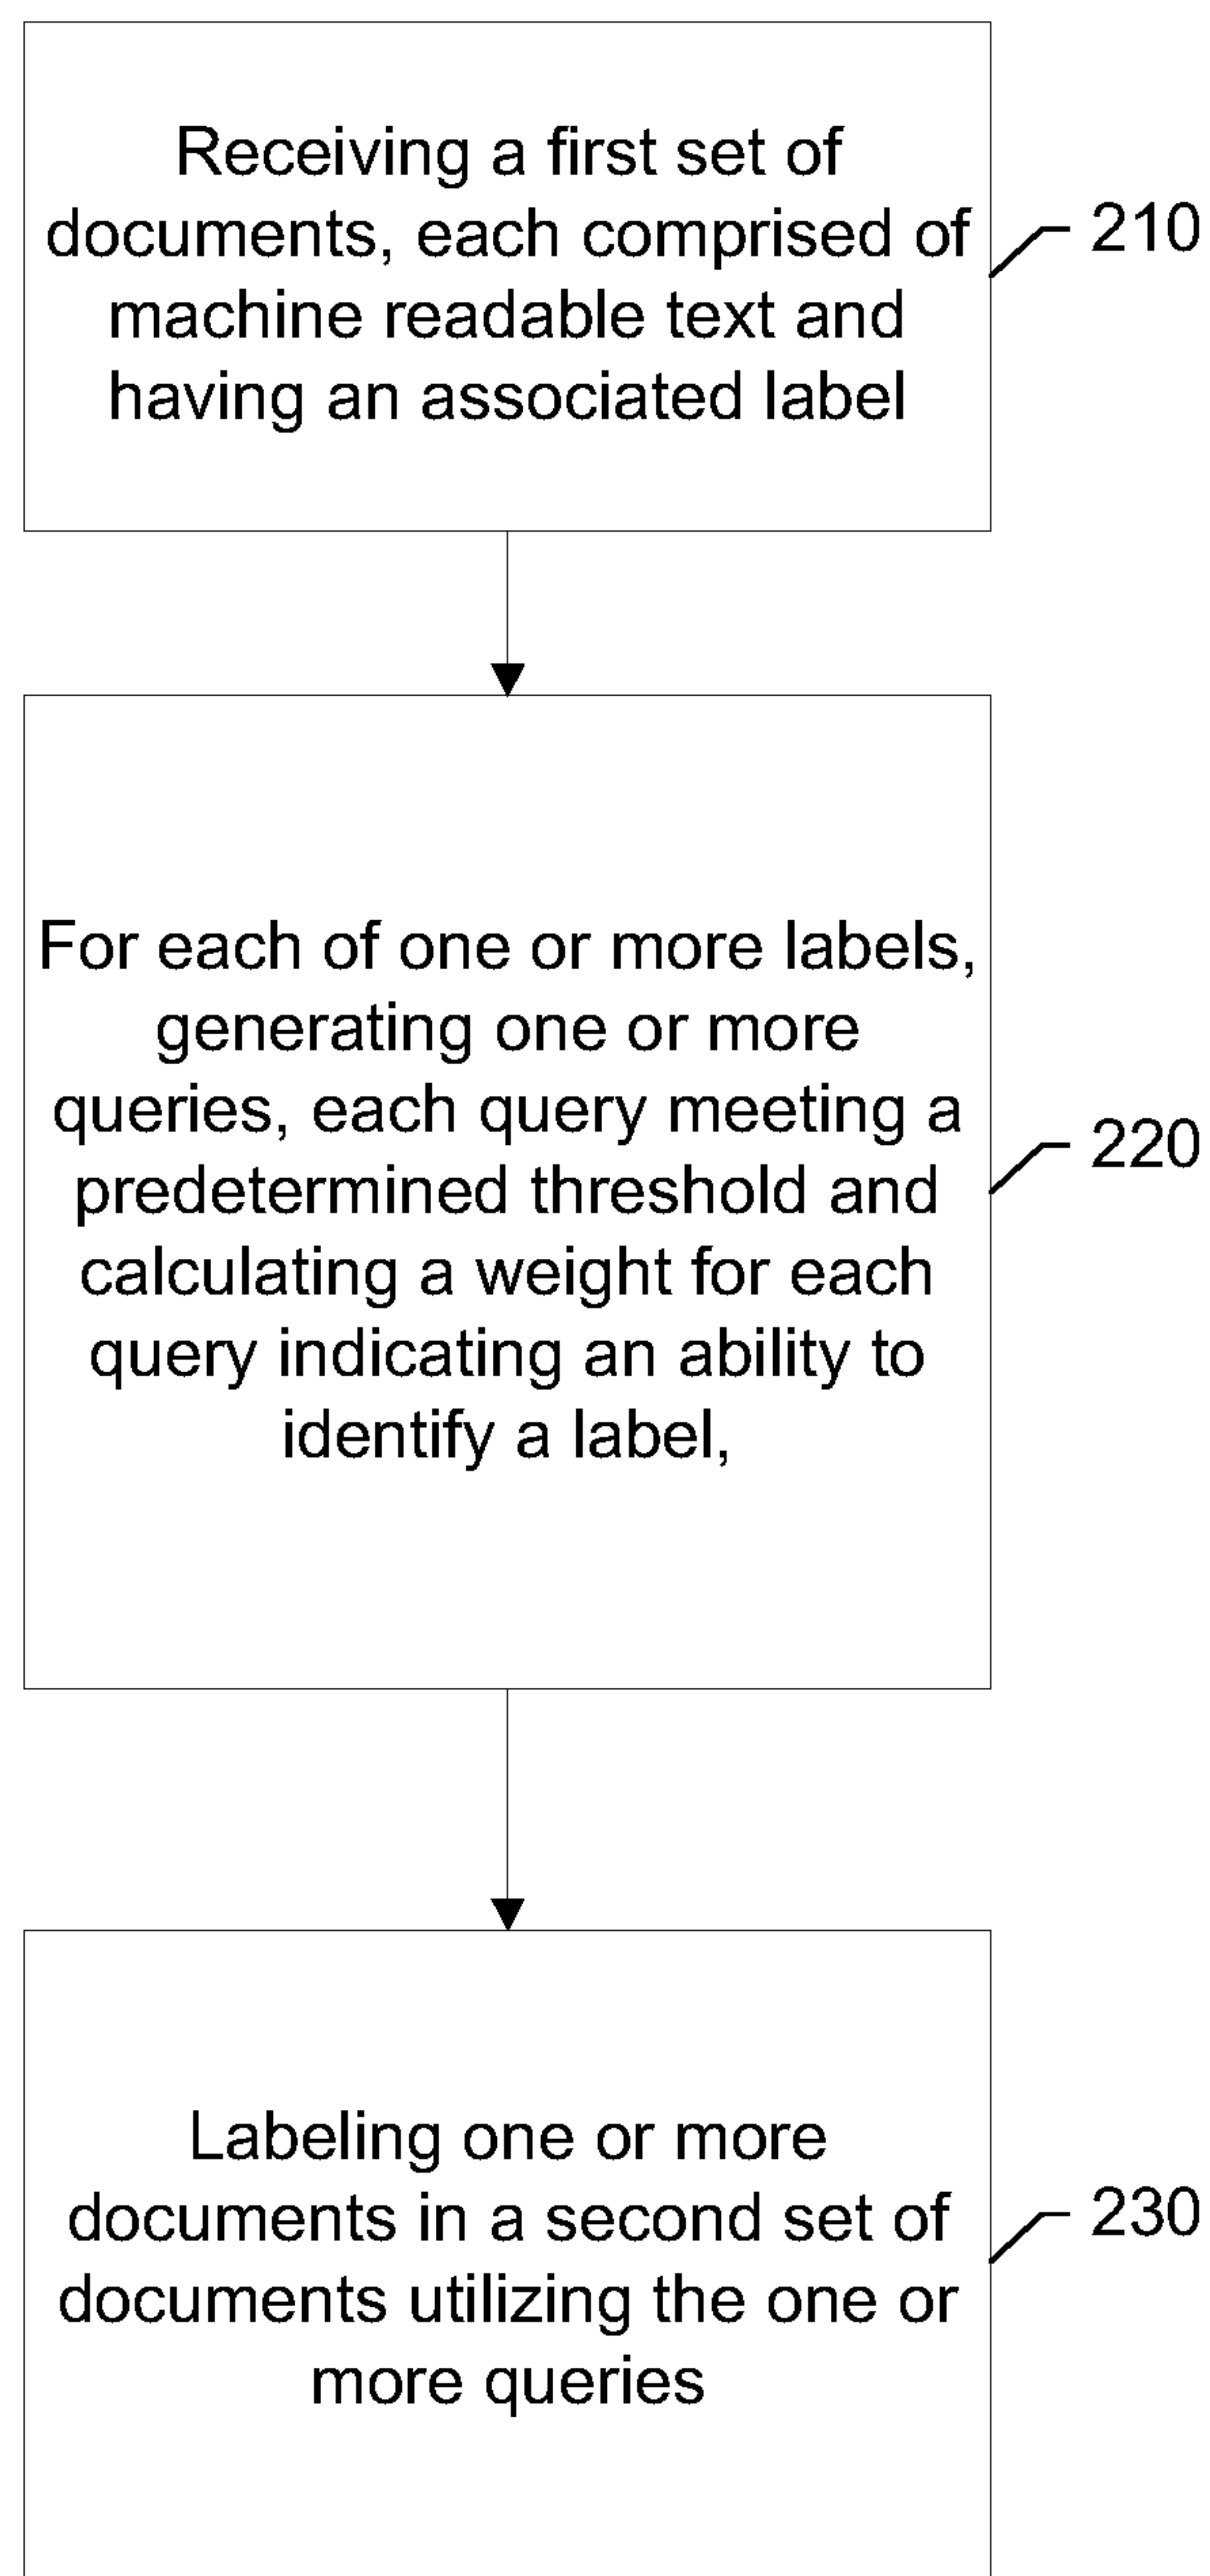 Receiving a first set of
documents, each comprised of
machine readable text and
having an associated label
210
For each of one or more labels,
generating one or more
queries, each query meeting a
predetermined threshold and
calculating a weight for each
query indicating an ability to
identify a label,
220
Labeling one or more
documents in a second set of
documents utilizing the one or
more queries
230